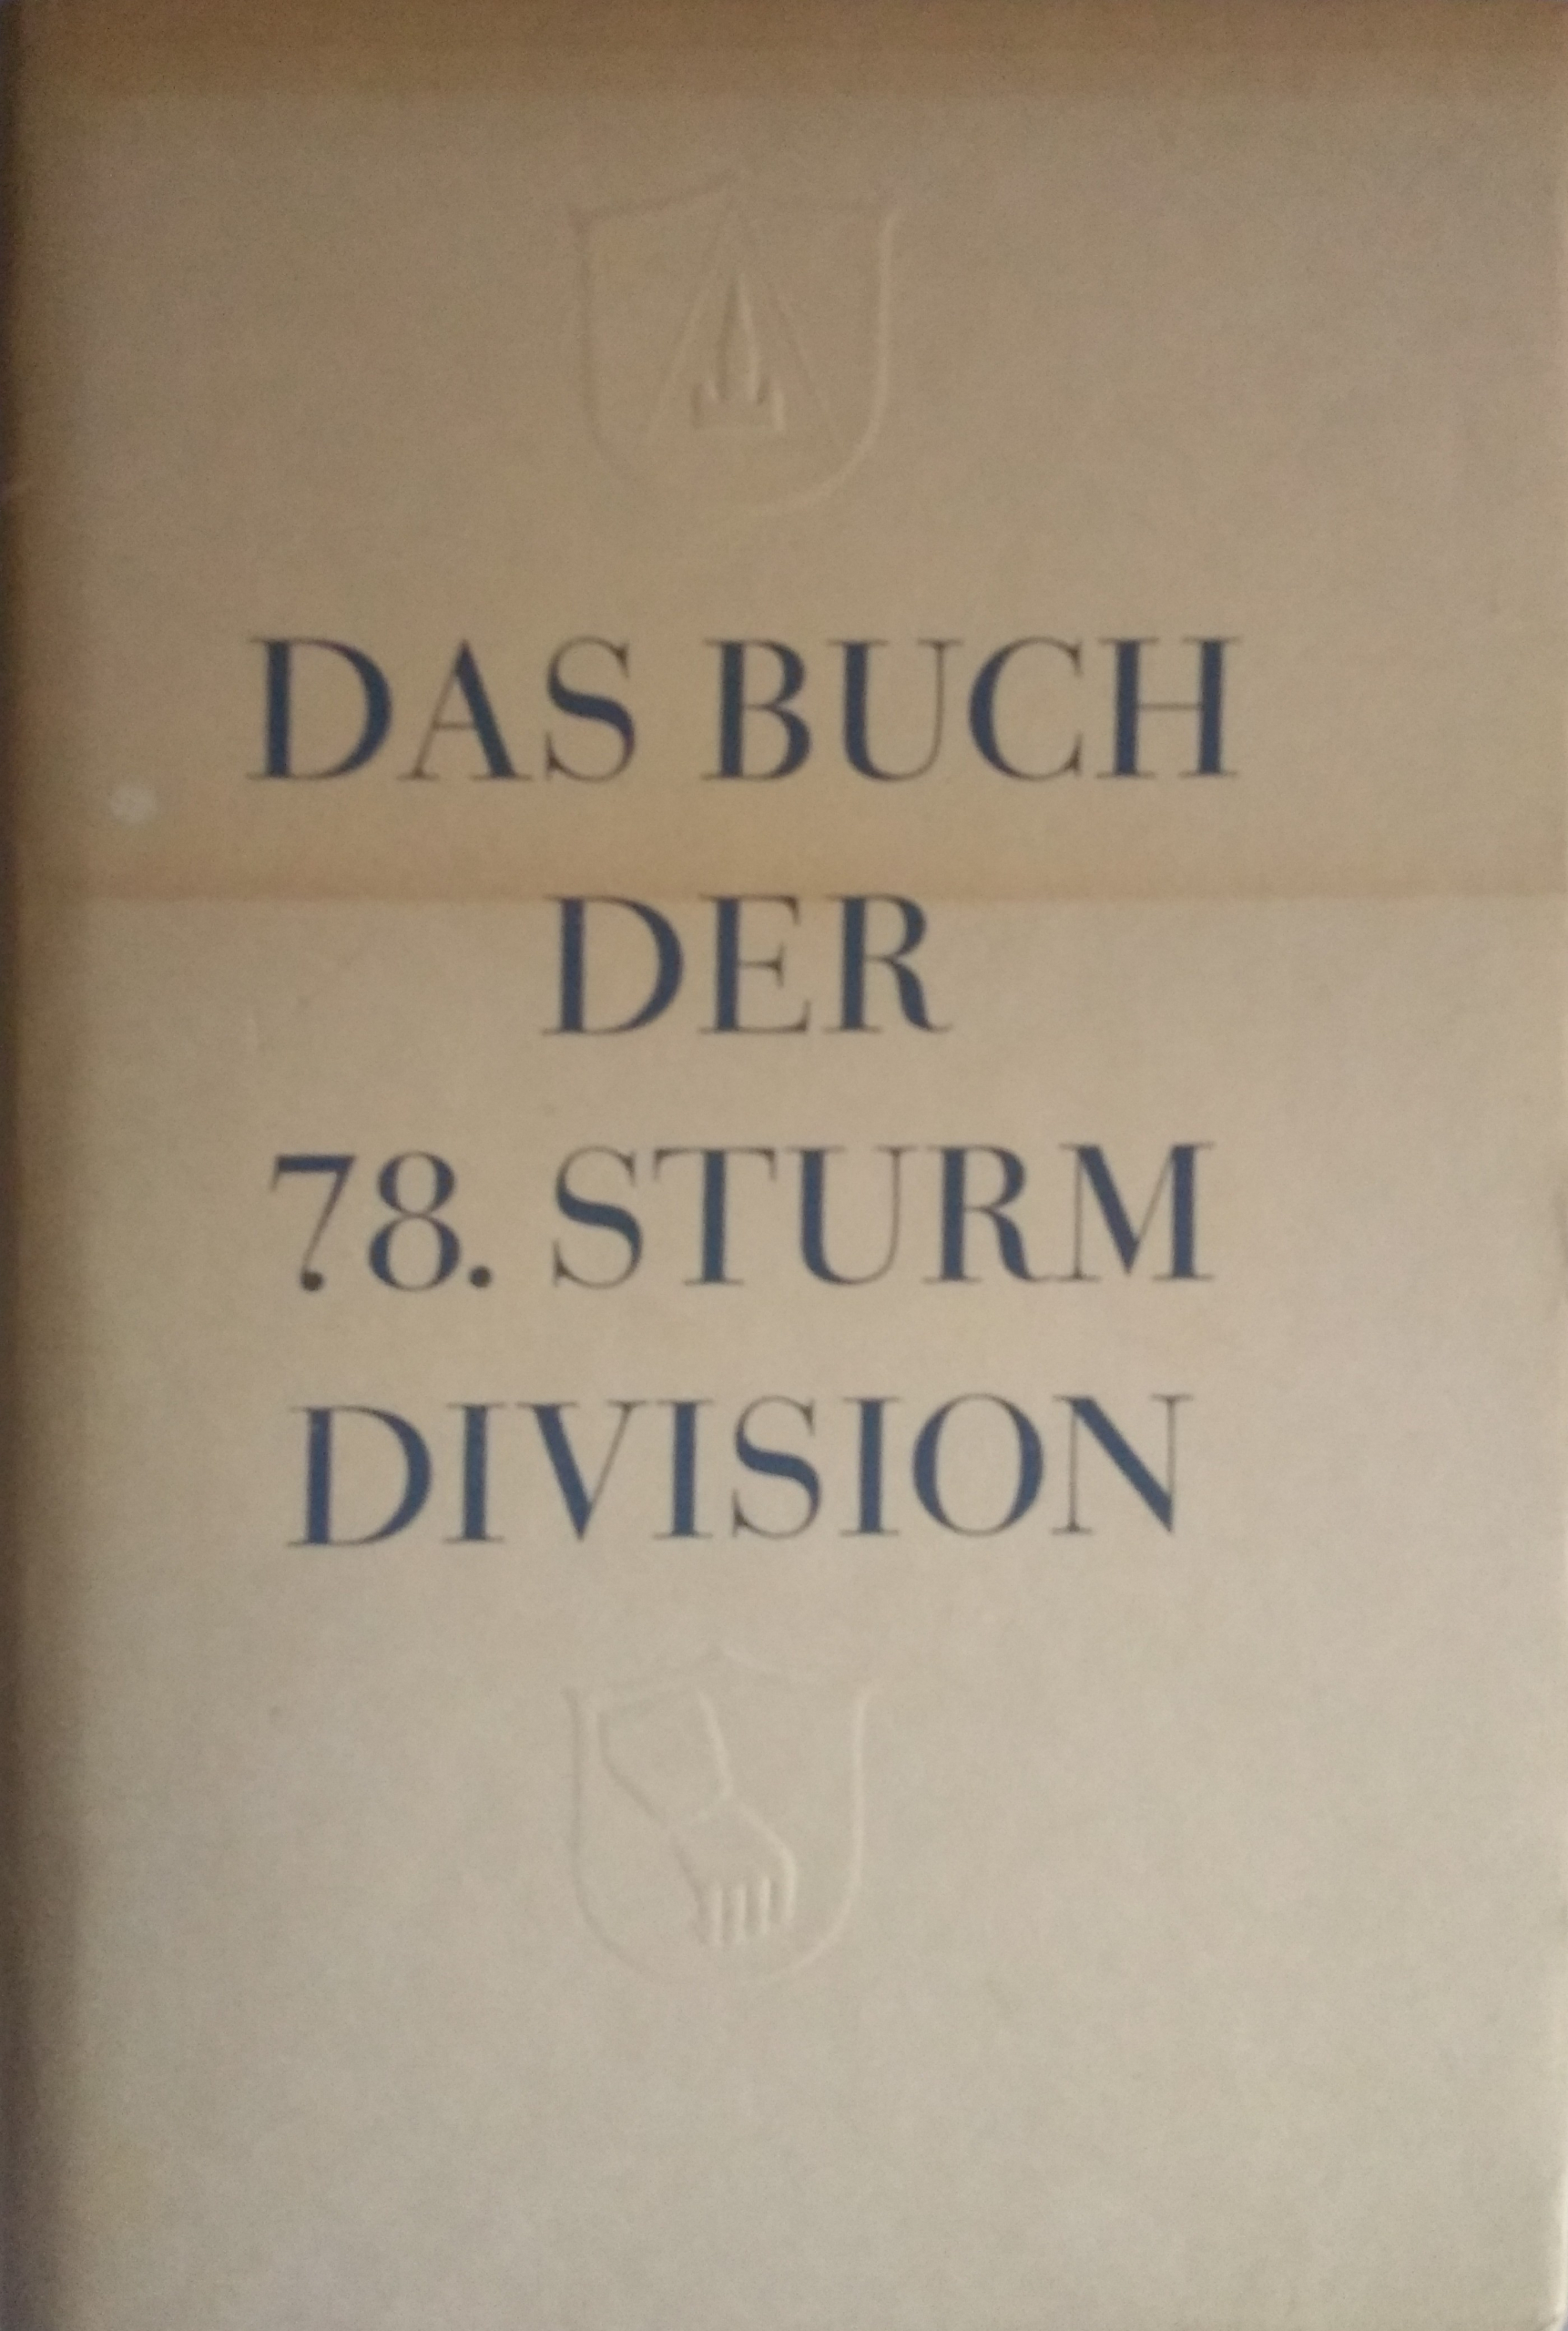 DAS BUCH
DER
78. STURM
DIVISION